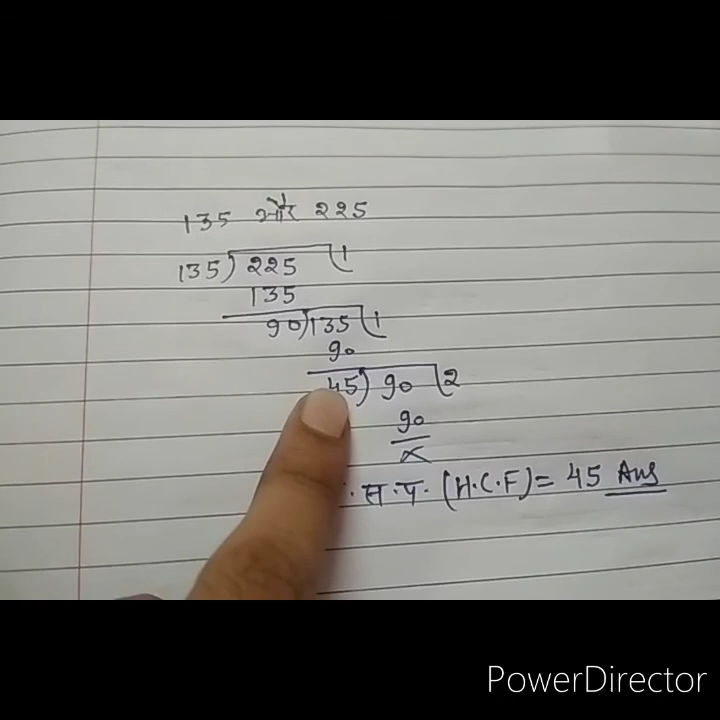 135 और 225
135) 225 (1
135
90)135(1
90
45) 90 (2
90
×
स.प. (H.C.F) = 45 Ans
PowerDirector